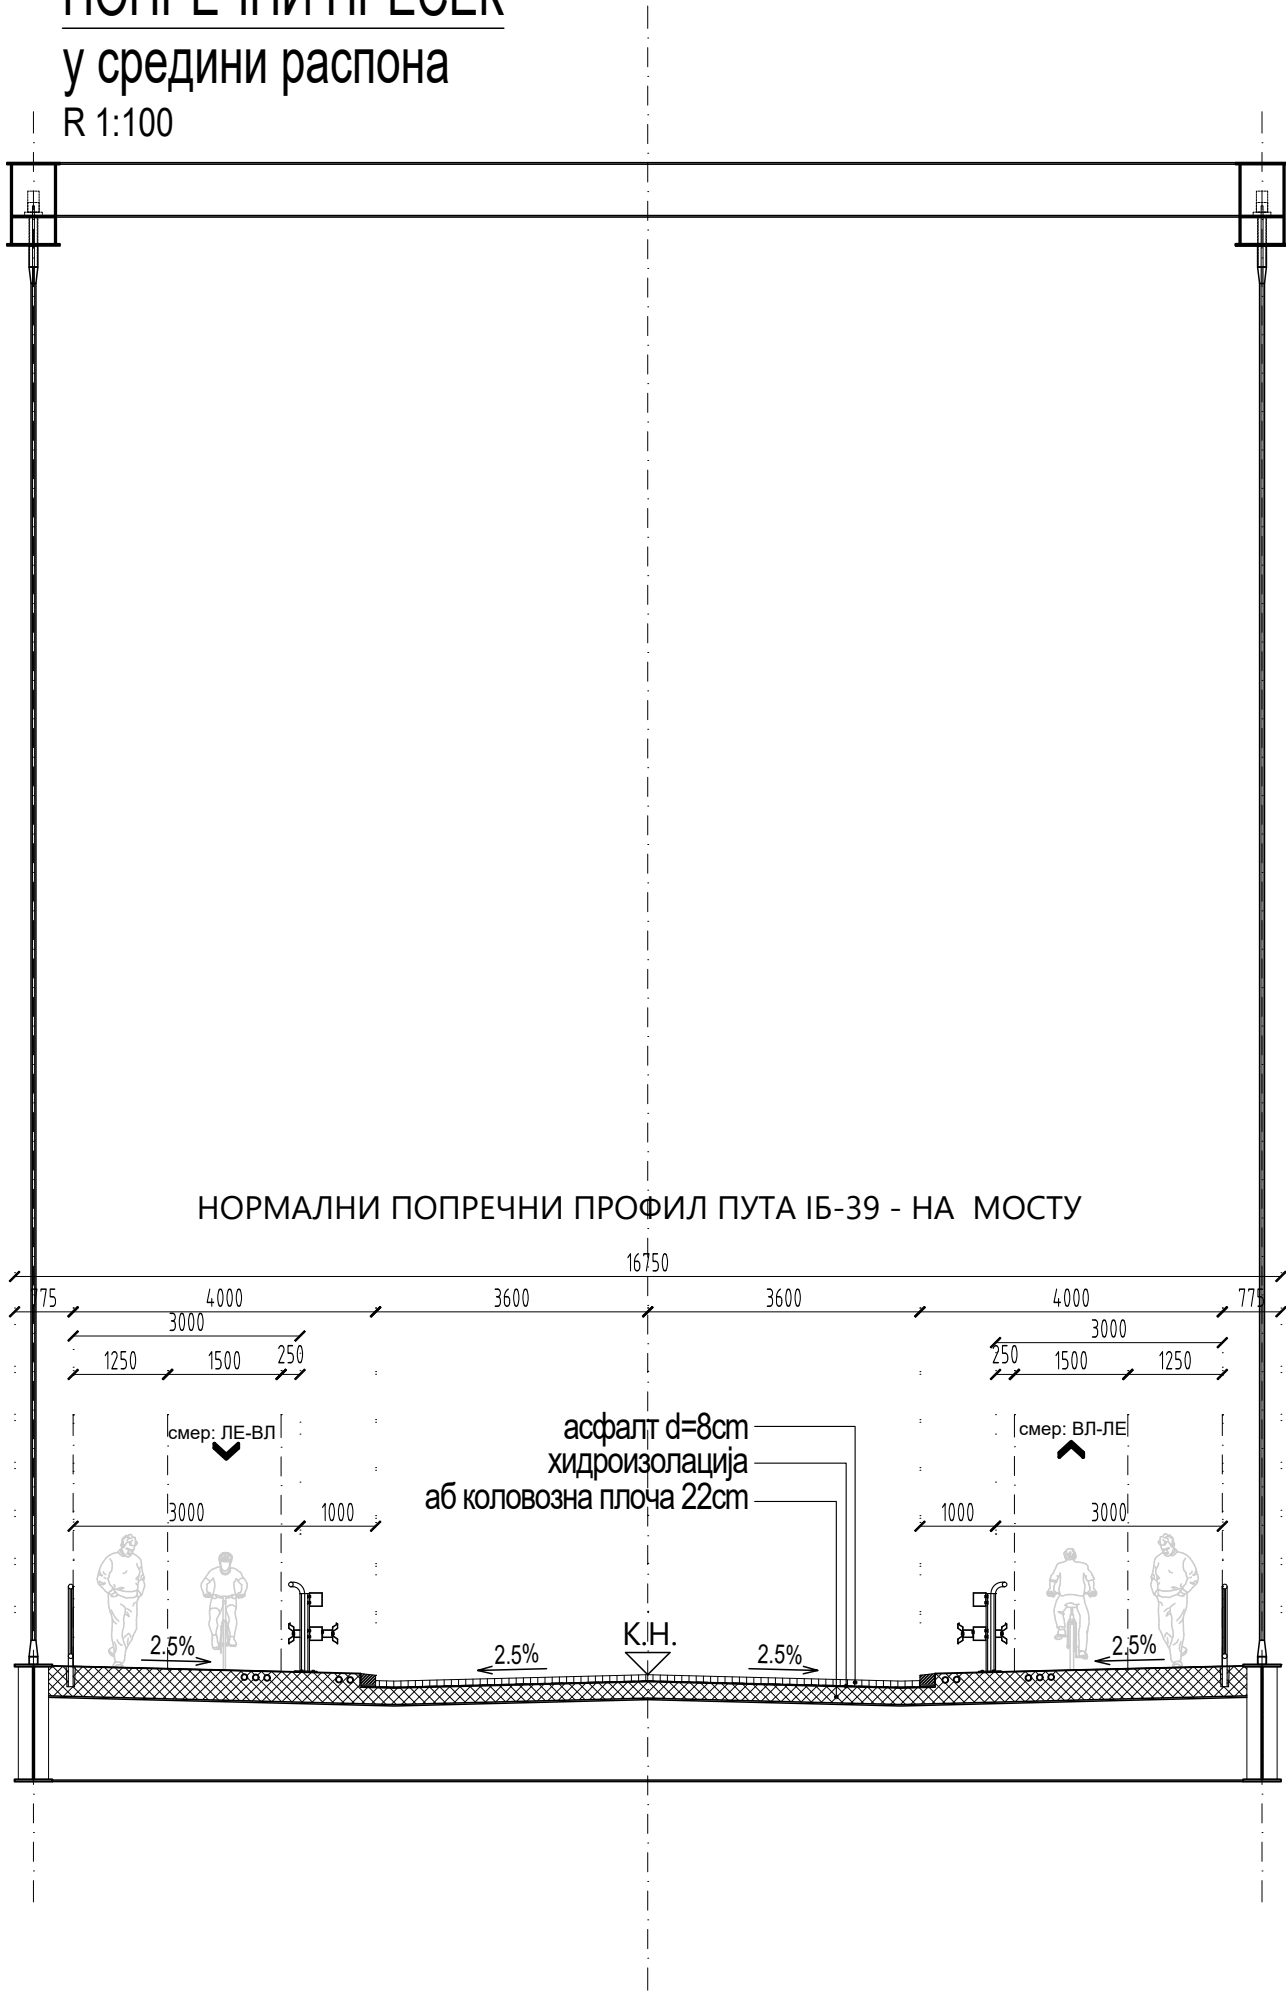 ПОПРЕЧНИ ПРЕСЕК
у средини распона
R 1:100
НОРМАЛНИ ПОПРЕЧНИ ПРОФИЛ ПУТА IБ-39 - НА МОСТУ
16750
775 4000 3600 3600 4000 775
3000 3000
1250 1500 250 250 1500 1250
асфалт d=8cm
смер: ЛЕ-ВЛ смер: ВЛ-ЛЕ
хидроизолација
аб коловозна плоча 22cm
3000 1000 1000 3000
К.Н.
2.5% 2.5% 2.5% 2.5%